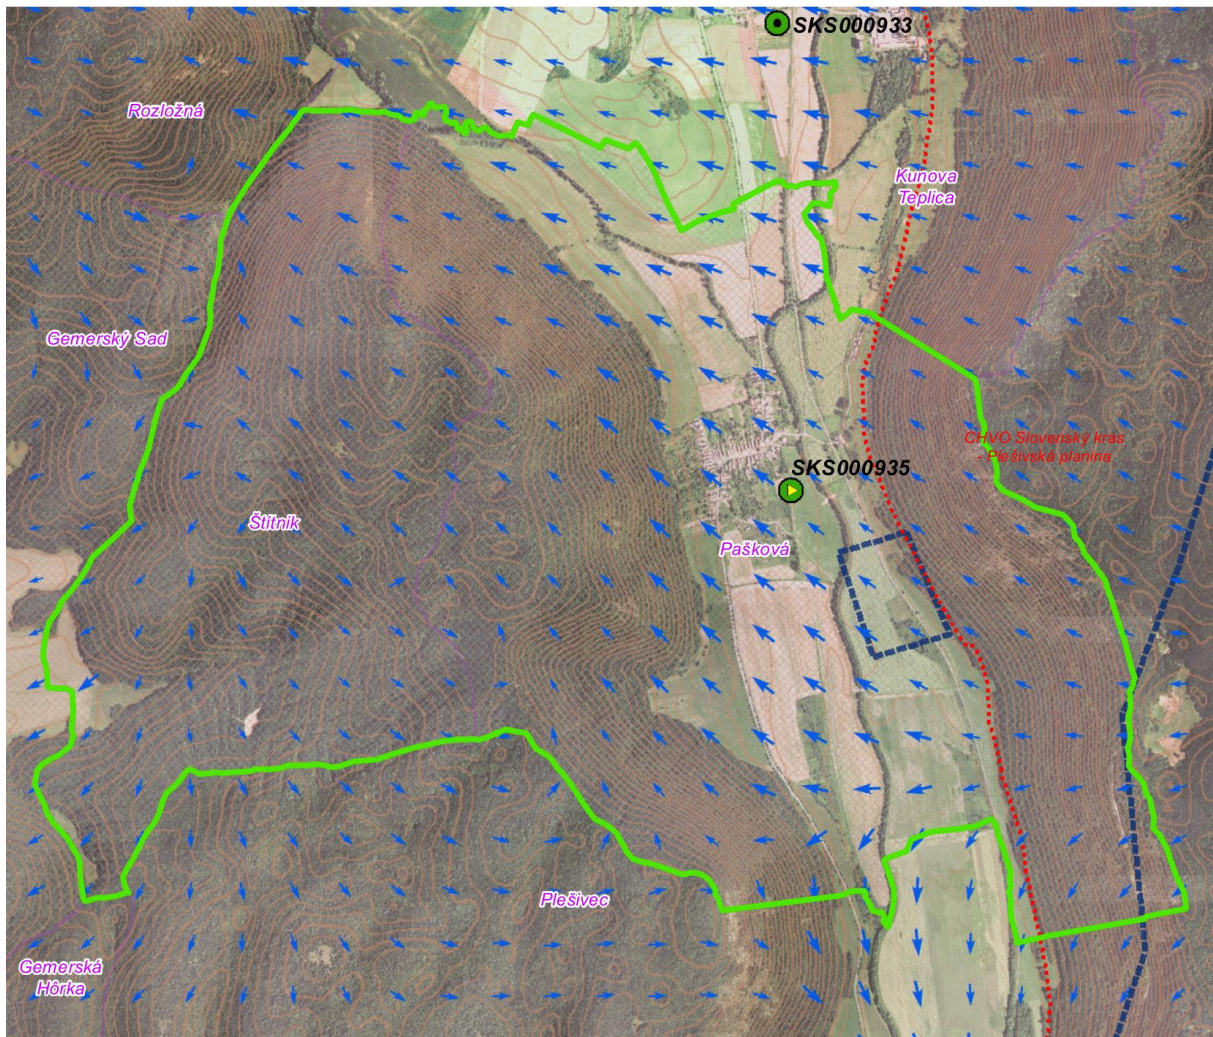 SKS000933
Rozložná
Kunova
Teplica
Gemerský Sad
CHVO Slovenský kras
- Plešivská planina
SKS000935
Štítnik
Pašková
Plešivec
Gemerská
Hôrka